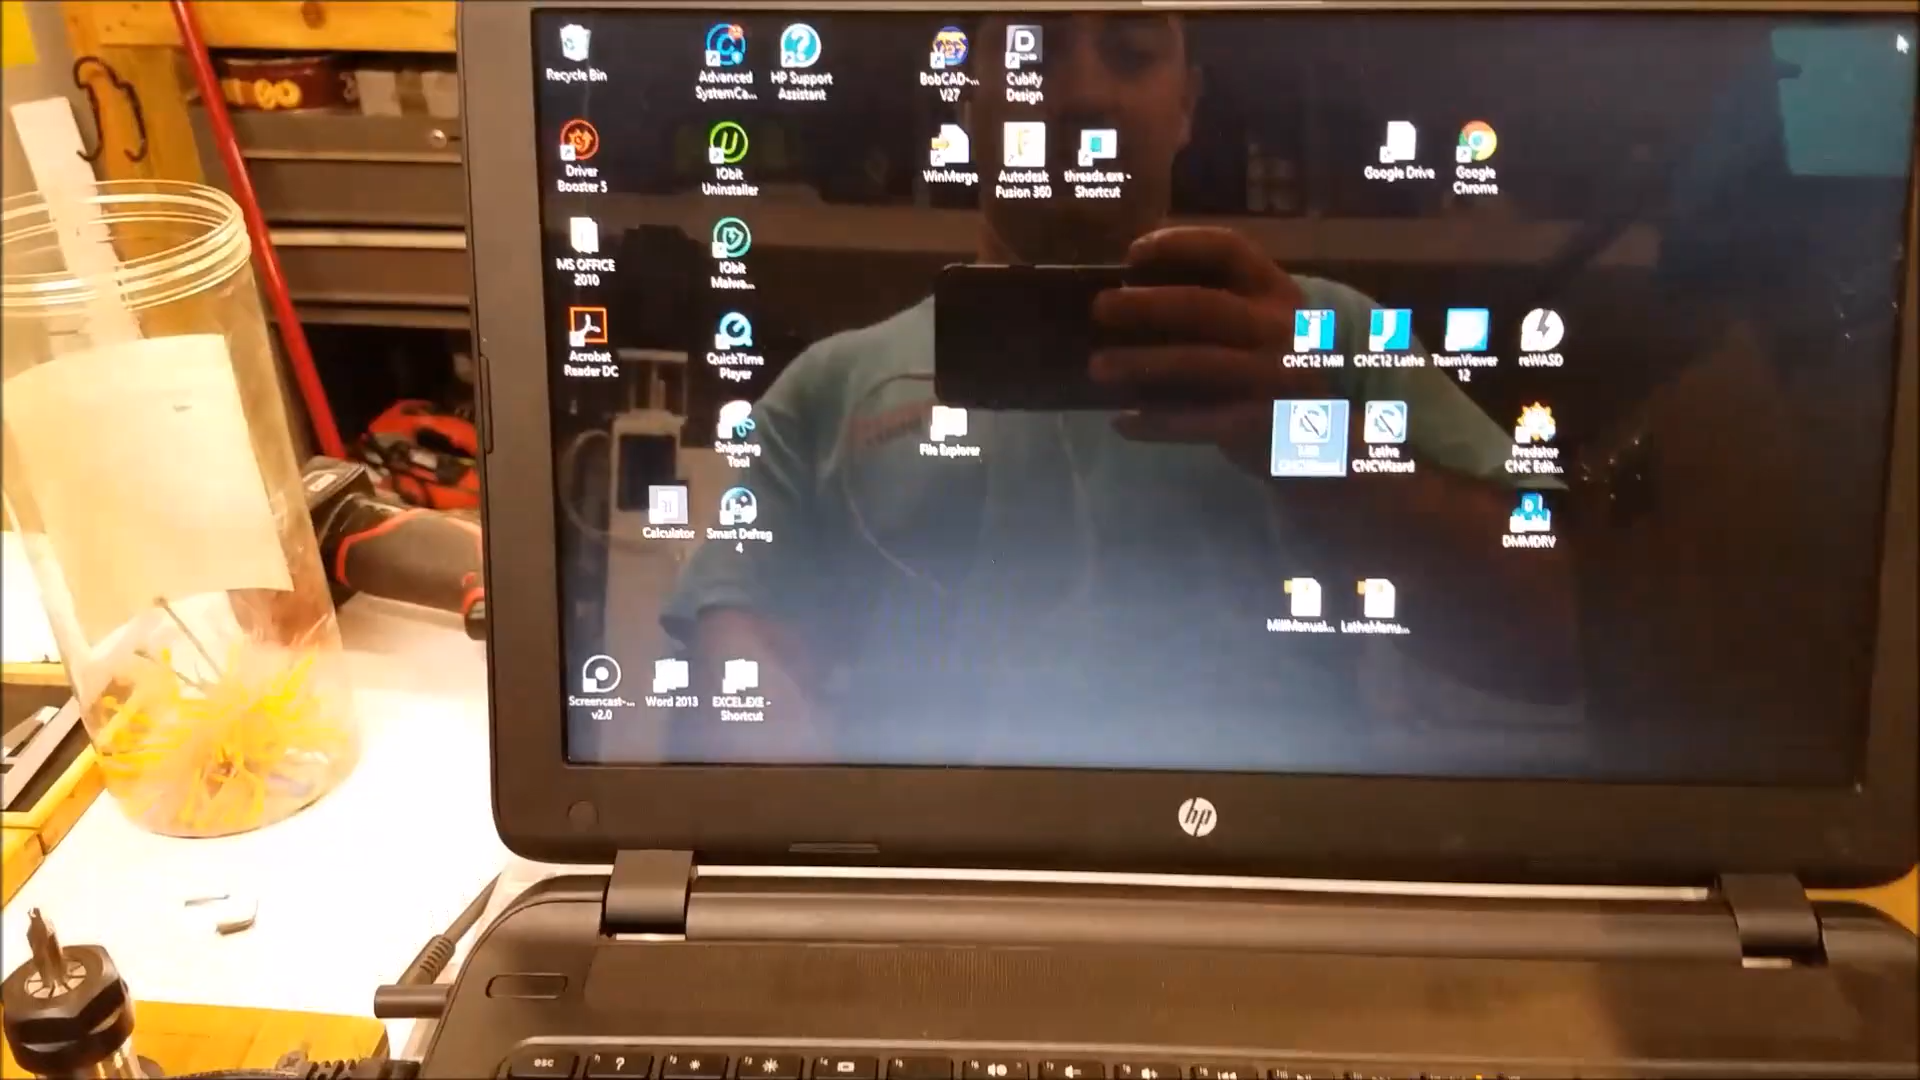 Recycle Bin
Advanced
SystemCa...
HP Support
Assistant
V27
BobCAD-...
V27
D
Cubify
Design
Driver
Booster 5
IObit
Uninstaller
WinMerge
Autodesk
Fusion 360
threads.exe -
Shortcut
Google Drive
Google
Chrome
MS OFFICE
2010
IObit
Malwa...
Acrobat
Reader DC
QuickTime
Player
CNC12 Mill
CNC12 Lathe
TeamViewer
12
reWASD
Snipping
Tool
File Explorer
CNCWizard
Lathe
CNCWizard
Predator
CNC Edit...
Calculator
Smart Defrag
4
DMMDRV
MillManual...
LatheManu...
Screencast-...
v2.0
Word 2013
EXCEL.EXE -
Shortcut
hp
esc
?